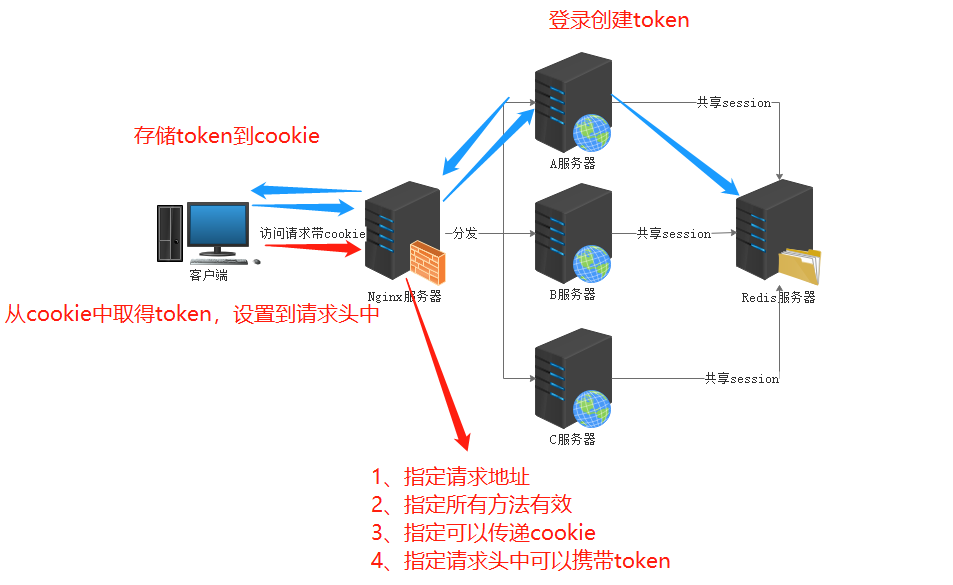 登录创建token
共享session
存储token到cookie
A服务器
访问请求带cookie
分发
共享session
客户端
Nginx服务器
B服务器
Redis服务器
从cookie中取得token，设置到请求头中
共享session
C服务器
1、指定请求地址
2、指定所有方法有效
3、指定可以传递cookie
4、指定请求头中可以携带token